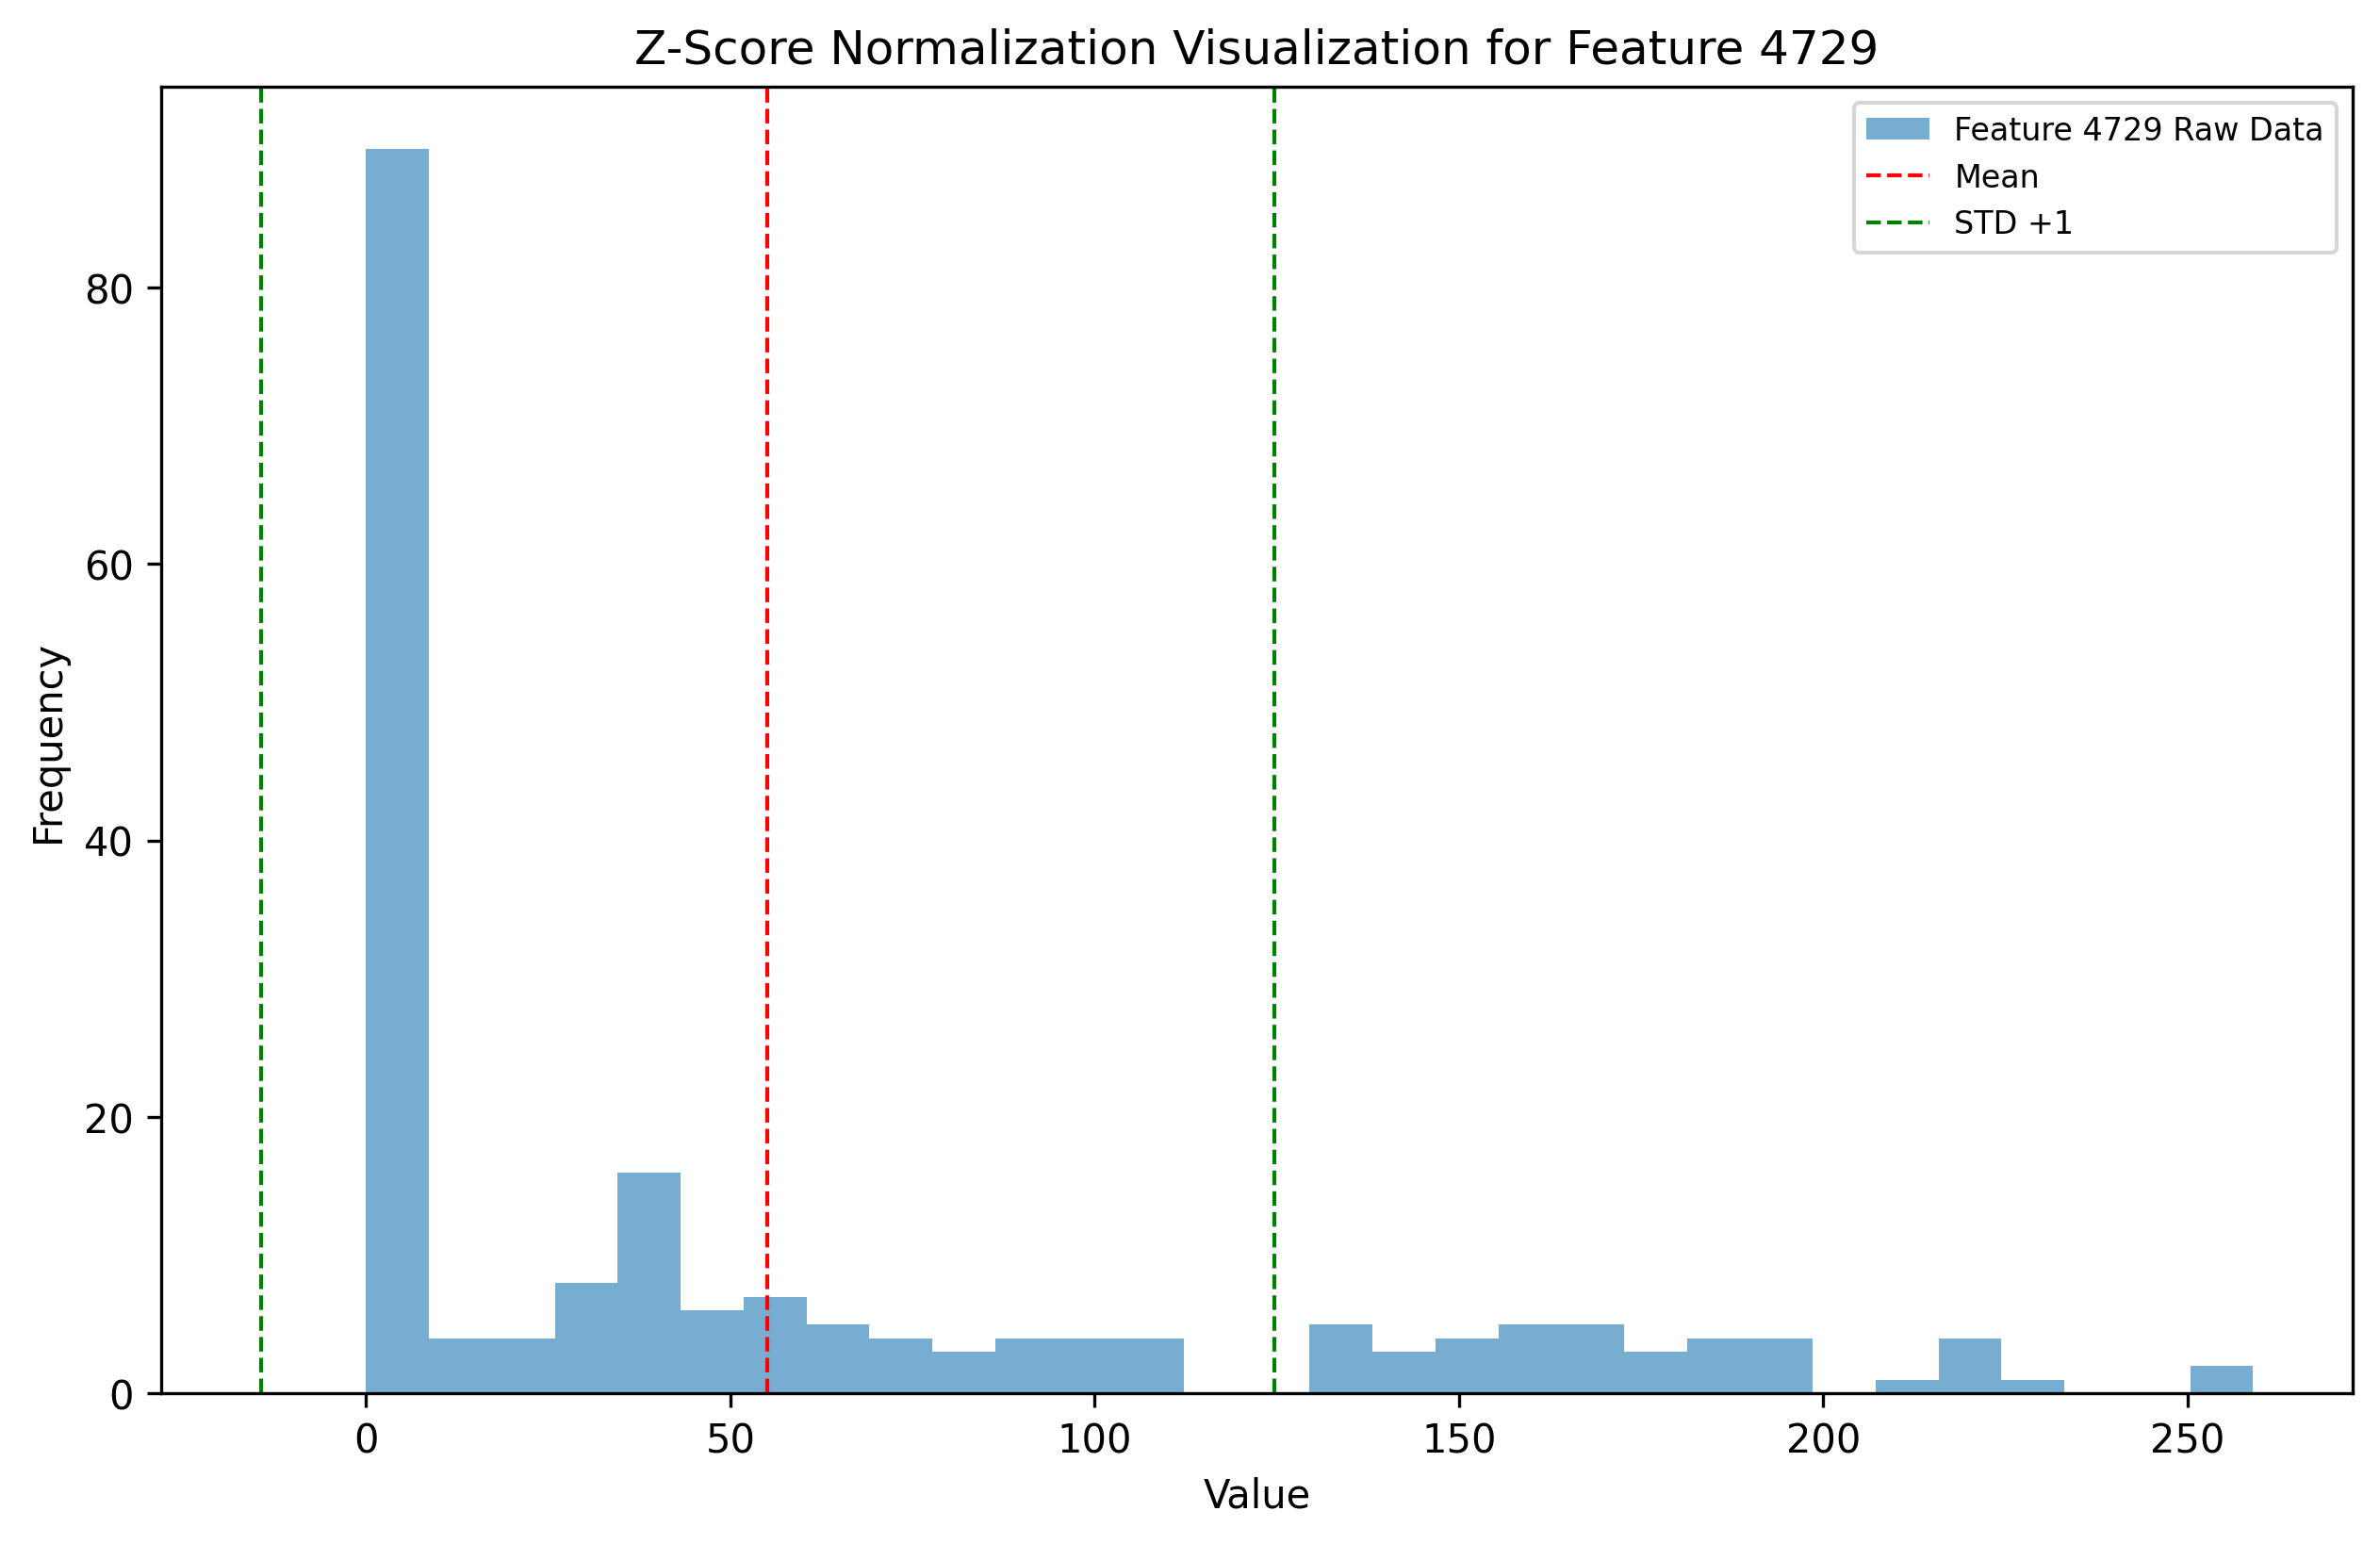 Z-Score Normalization Visualization for Feature 4729
Feature 4729 Raw Data
Mean
STD +1
Frequency
80
60
40
20
0
0 50 100 150 200 250
Value